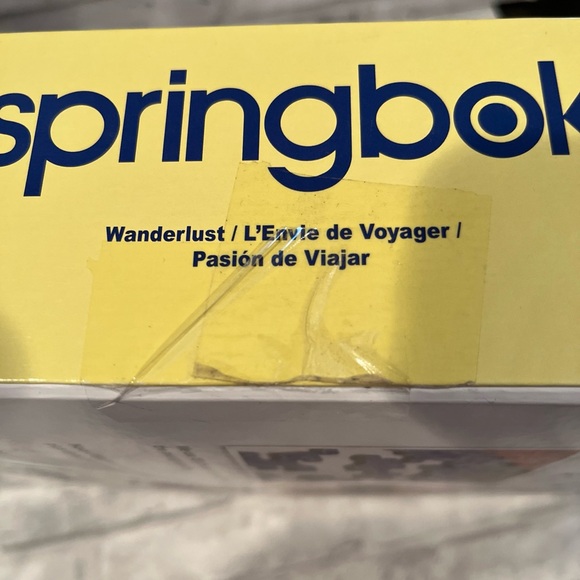 springbok
Wanderlust / L'Envie de Voyager /
Pasión de Viajar